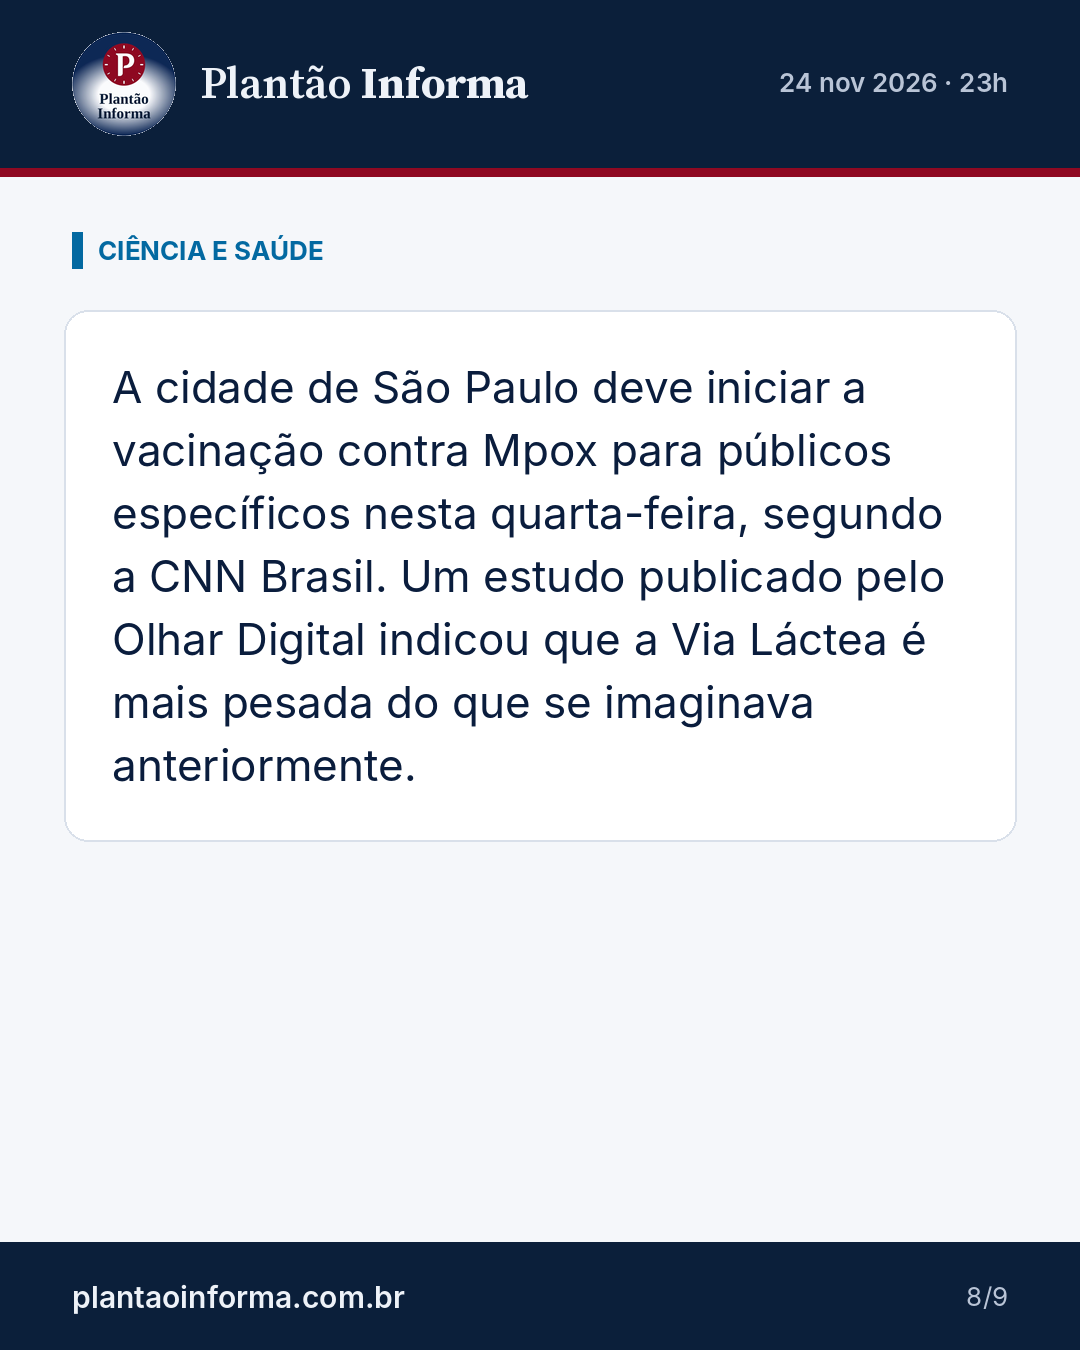 P
Plantão
Informa
Plantão Informa
24 nov 2026 · 23h
CIÊNCIA E SAÚDE
A cidade de São Paulo deve iniciar a
vacinação contra Mpox para públicos
específicos nesta quarta-feira, segundo
a CNN Brasil. Um estudo publicado pelo
Olhar Digital indicou que a Via Láctea é
mais pesada do que se imaginava
anteriormente.
plantaoinforma.com.br
8/9